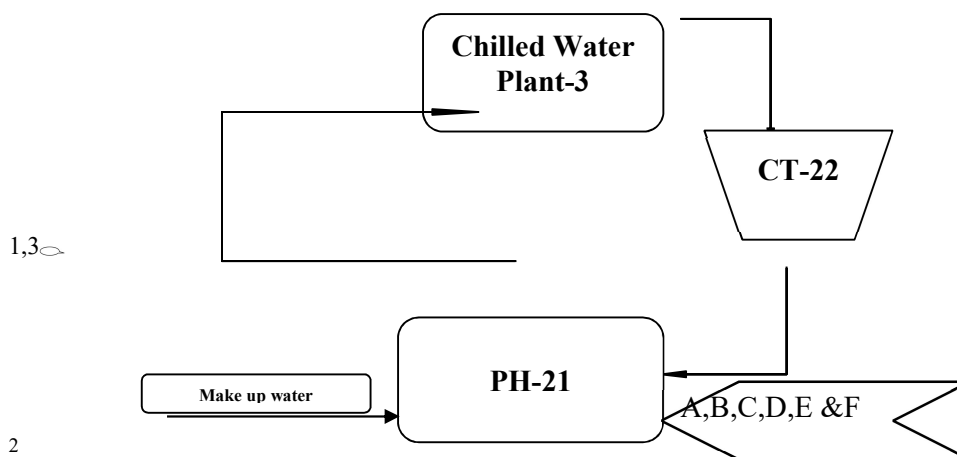 Chilled Water
Plant-3
CT-22
1,3
PH-21
Make up water
A,B,C,D,E &F
2